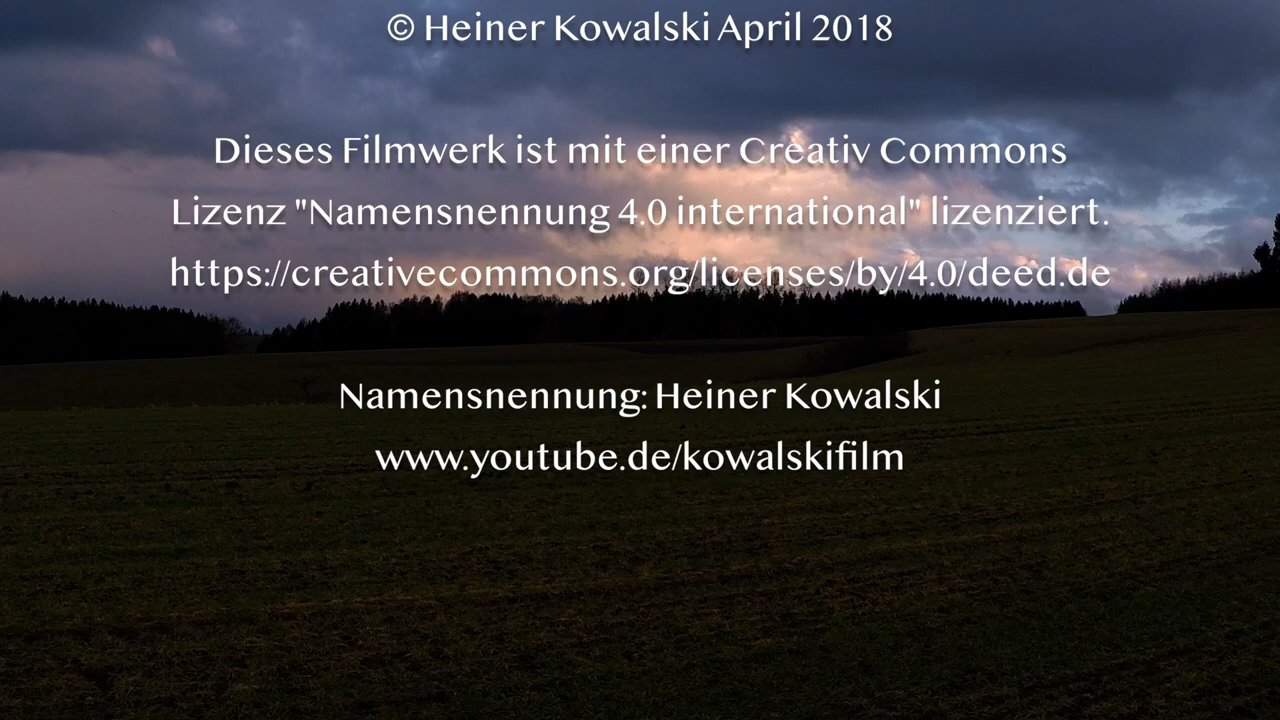 © Heiner Kowalski April 2018
Dieses Filmwerk ist mit einer Creativ Commons
Lizenz "Namensnennung 4.0 international" lizenziert.
https://creativecommons.org/licenses/by/4.0/deed.de
Namensnennung: Heiner Kowalski
www.youtube.de/kowalskifilm